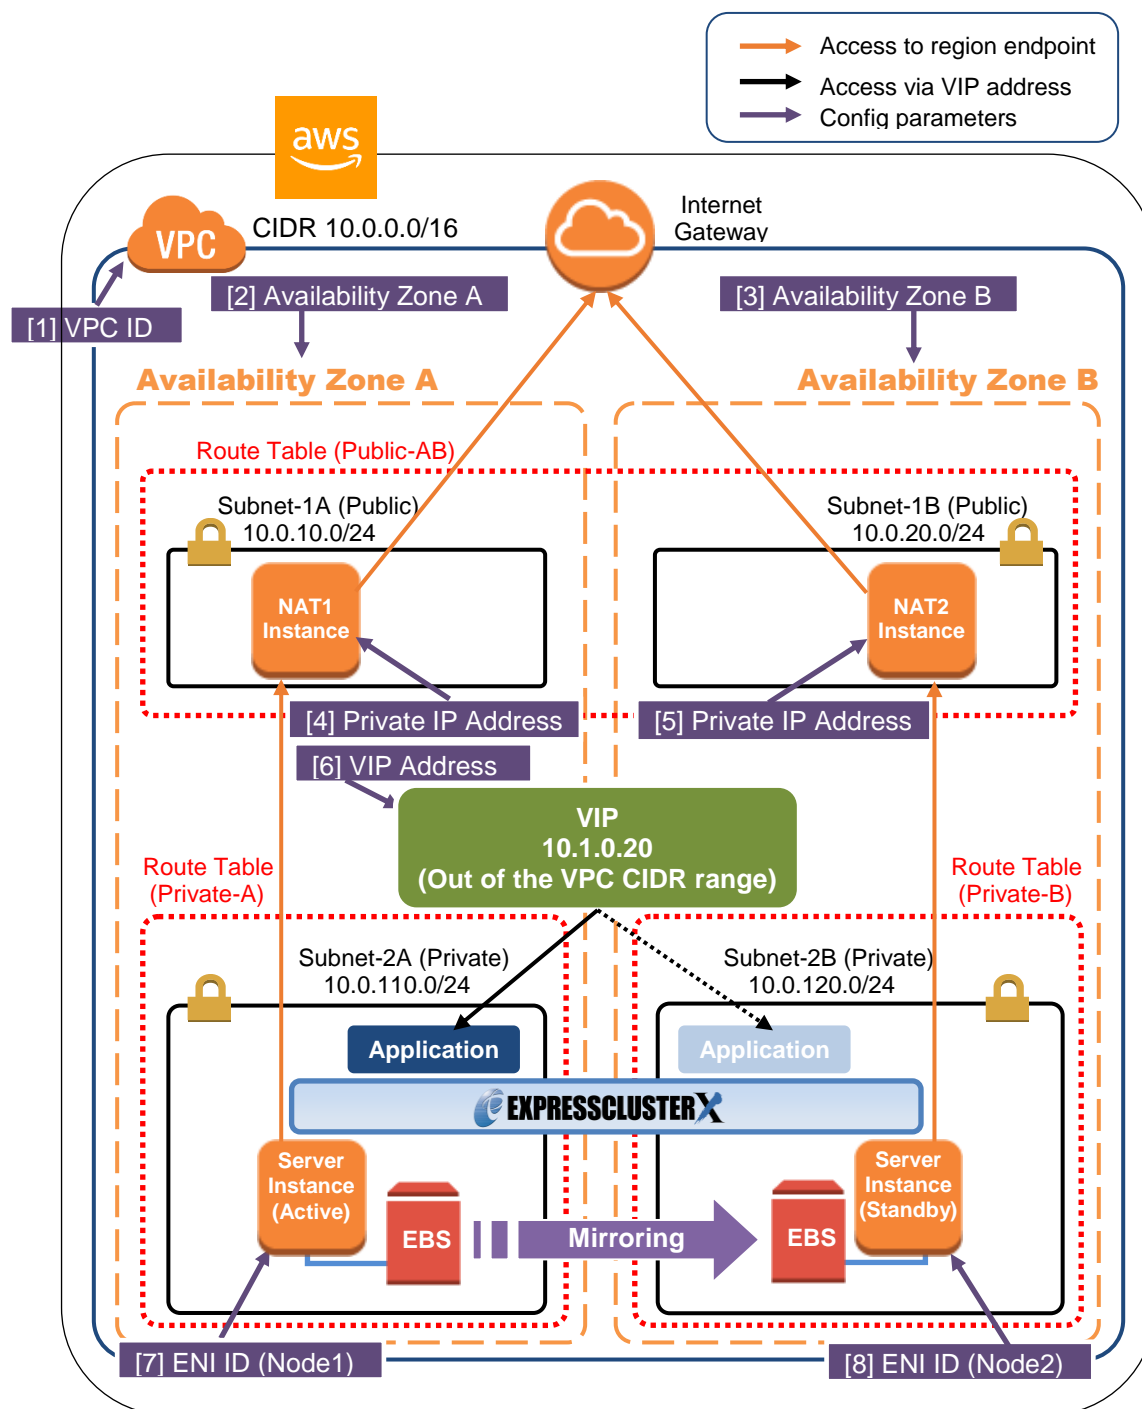 Access to region endpoint
Access via VIP address
Config parameters
aws
VPC
CIDR 10.0.0.0/16
Internet
Gateway
[1] VPC ID
[2] Availability Zone A
[3] Availability Zone B
Availability Zone A
Availability Zone B
Route Table (Public-AB)
Subnet-1A (Public)
10.0.10.0/24
Subnet-1B (Public)
10.0.20.0/24
NAT1
Instance
NAT2
Instance
[4] Private IP Address
[5] Private IP Address
[6] VIP Address
VIP
10.1.0.20
(Out of the VPC CIDR range)
Route Table
(Private-A)
Route Table
(Private-B)
Subnet-2A (Private)
10.0.110.0/24
Subnet-2B (Private)
10.0.120.0/24
Application
Application
EXPRESSCLUSTER X
Server
Instance
(Active)
EBS
Mirroring
EBS
Server
Instance
(Standby)
[7] ENI ID (Node1)
[8] ENI ID (Node2)